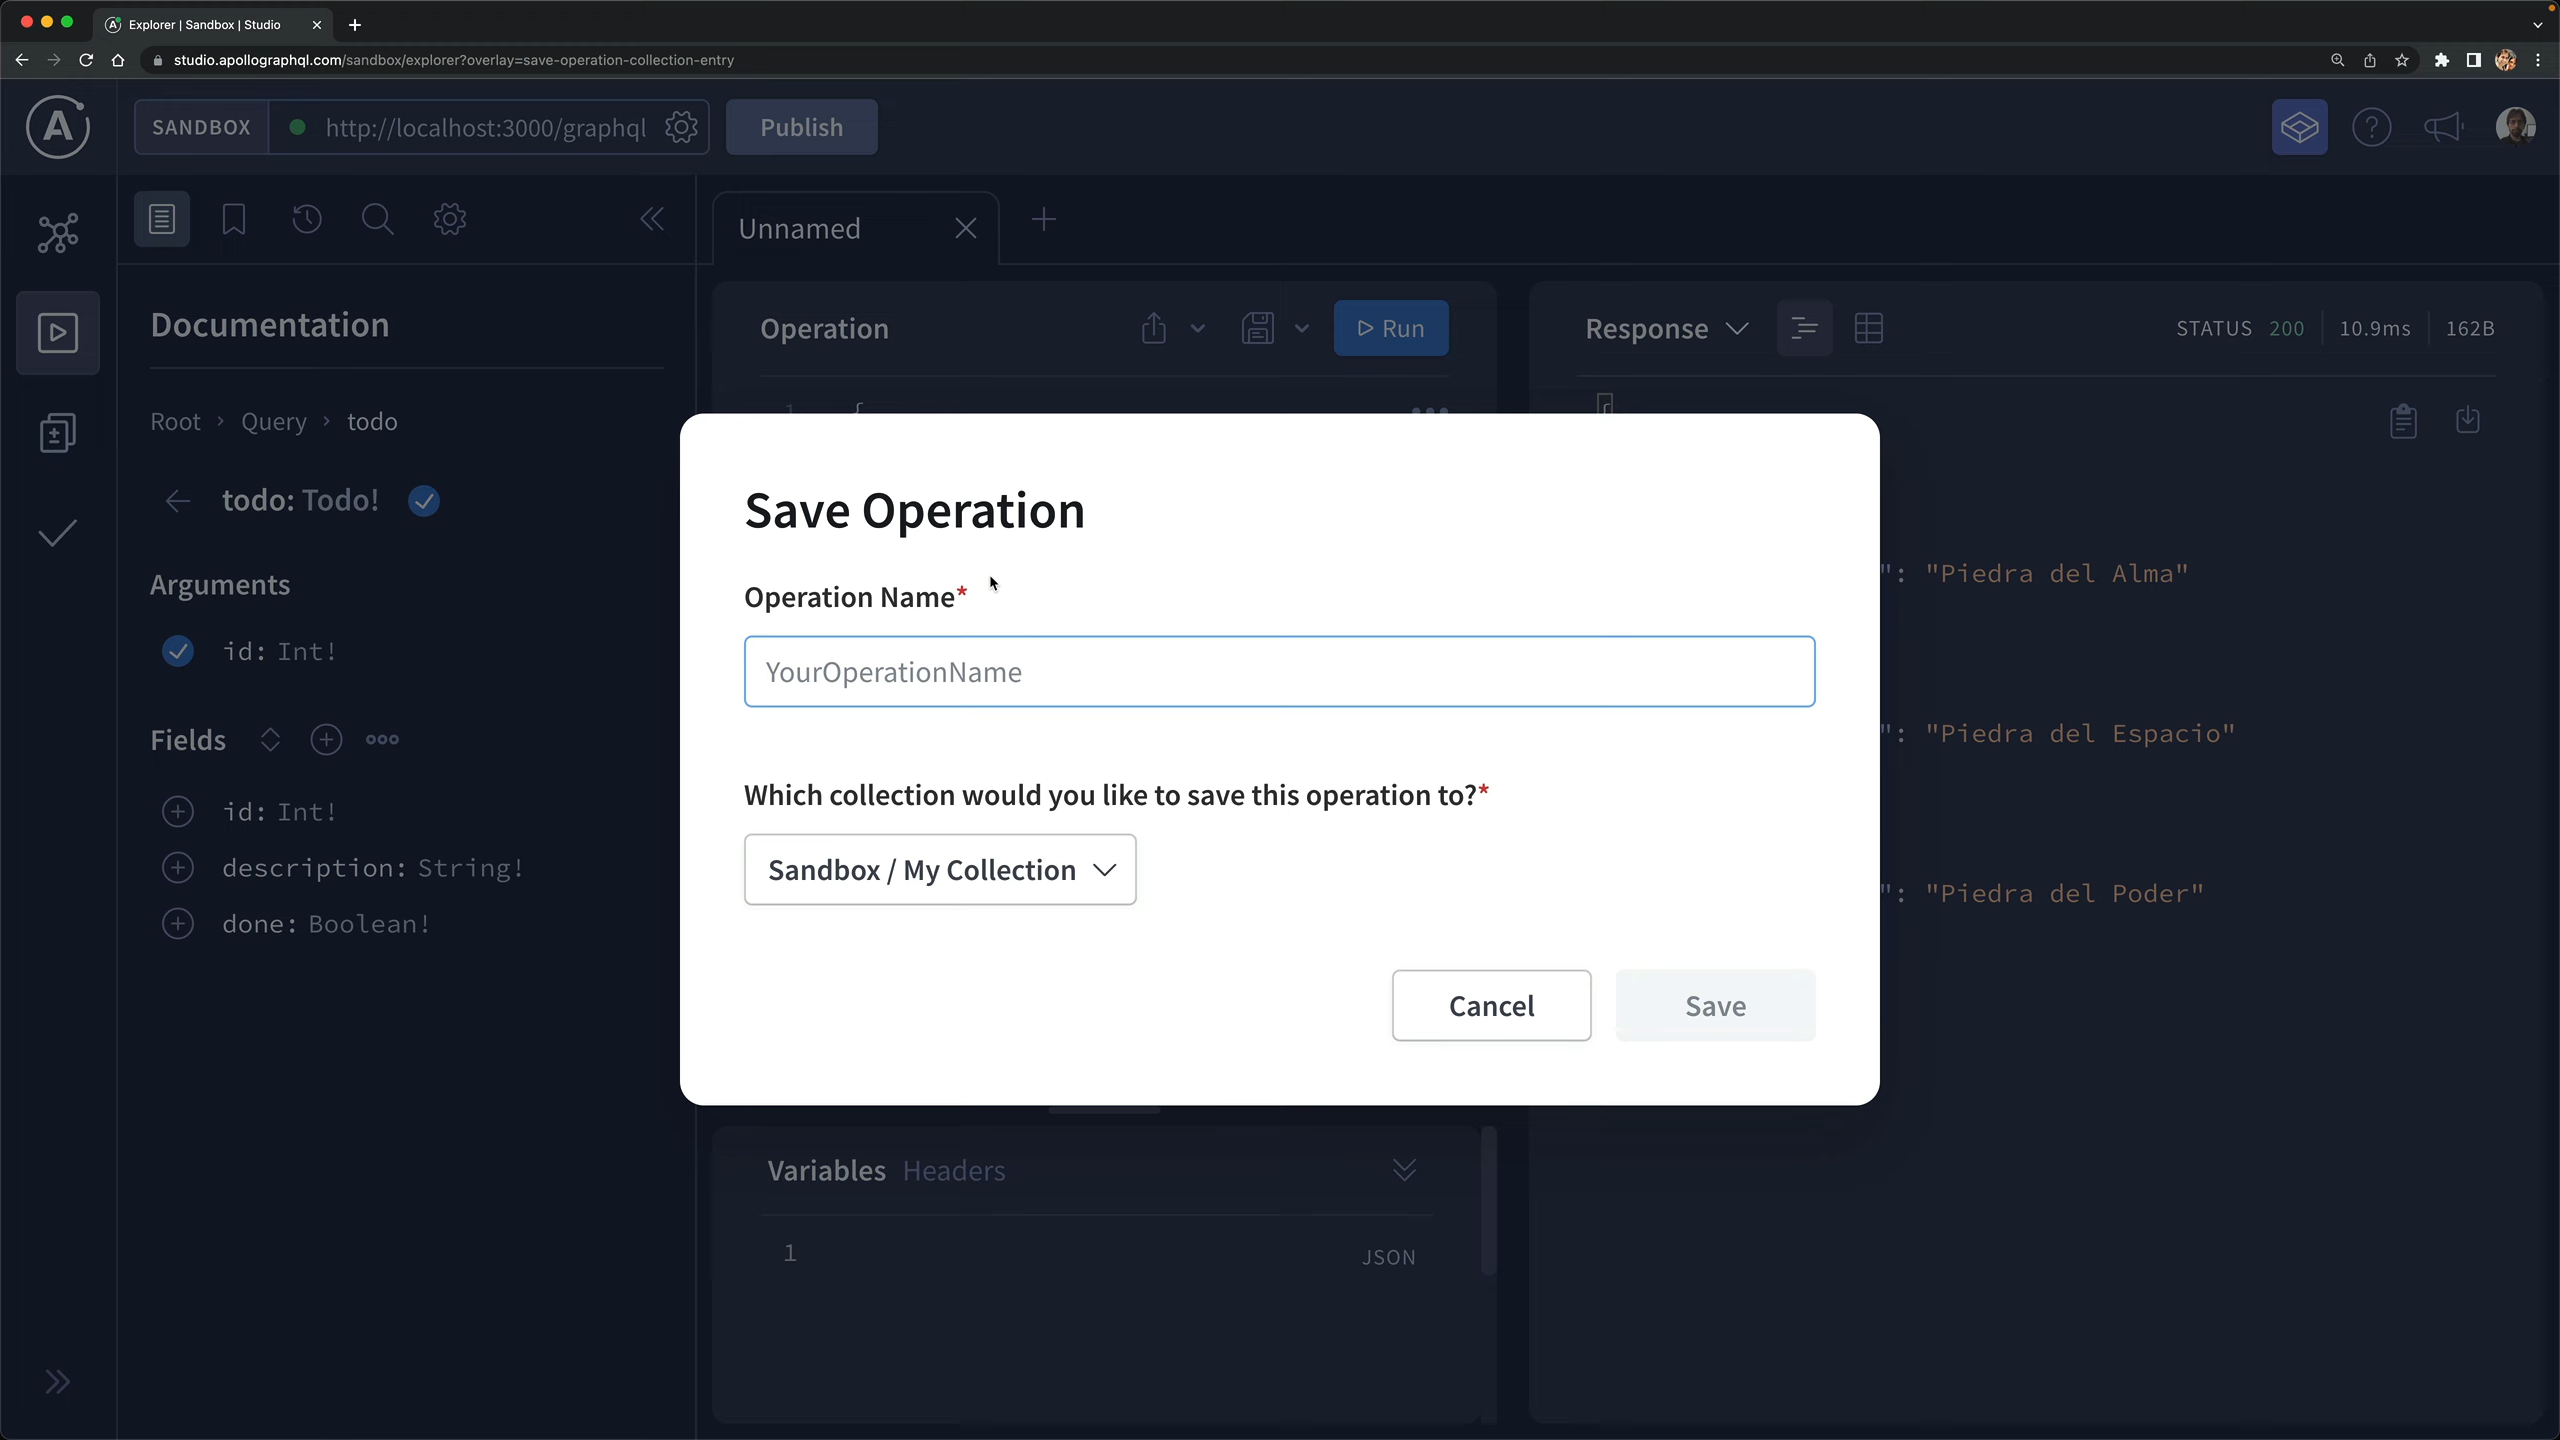 Explorer | Sandbox | Studio
studio.apollographql.com/sandbox/explorer?overlay=save-operation-collection-entry
SANDBOX
http://localhost:3000/graphql
Publish
Unnamed
Documentation
Root > Query > todo
todo: Todo!
Arguments
id: Int!
Fields
id: Int!
description: String!
done: Boolean!
Operation
Run
1 {
Response
STATUS 200
10.9ms
162B
Save Operation
Operation Name*
YourOperationName
Which collection would you like to save this operation to?*
Sandbox / My Collection
Cancel
Save
": "Piedra del Alma"
": "Piedra del Espacio"
": "Piedra del Poder"
Variables Headers
1
JSON